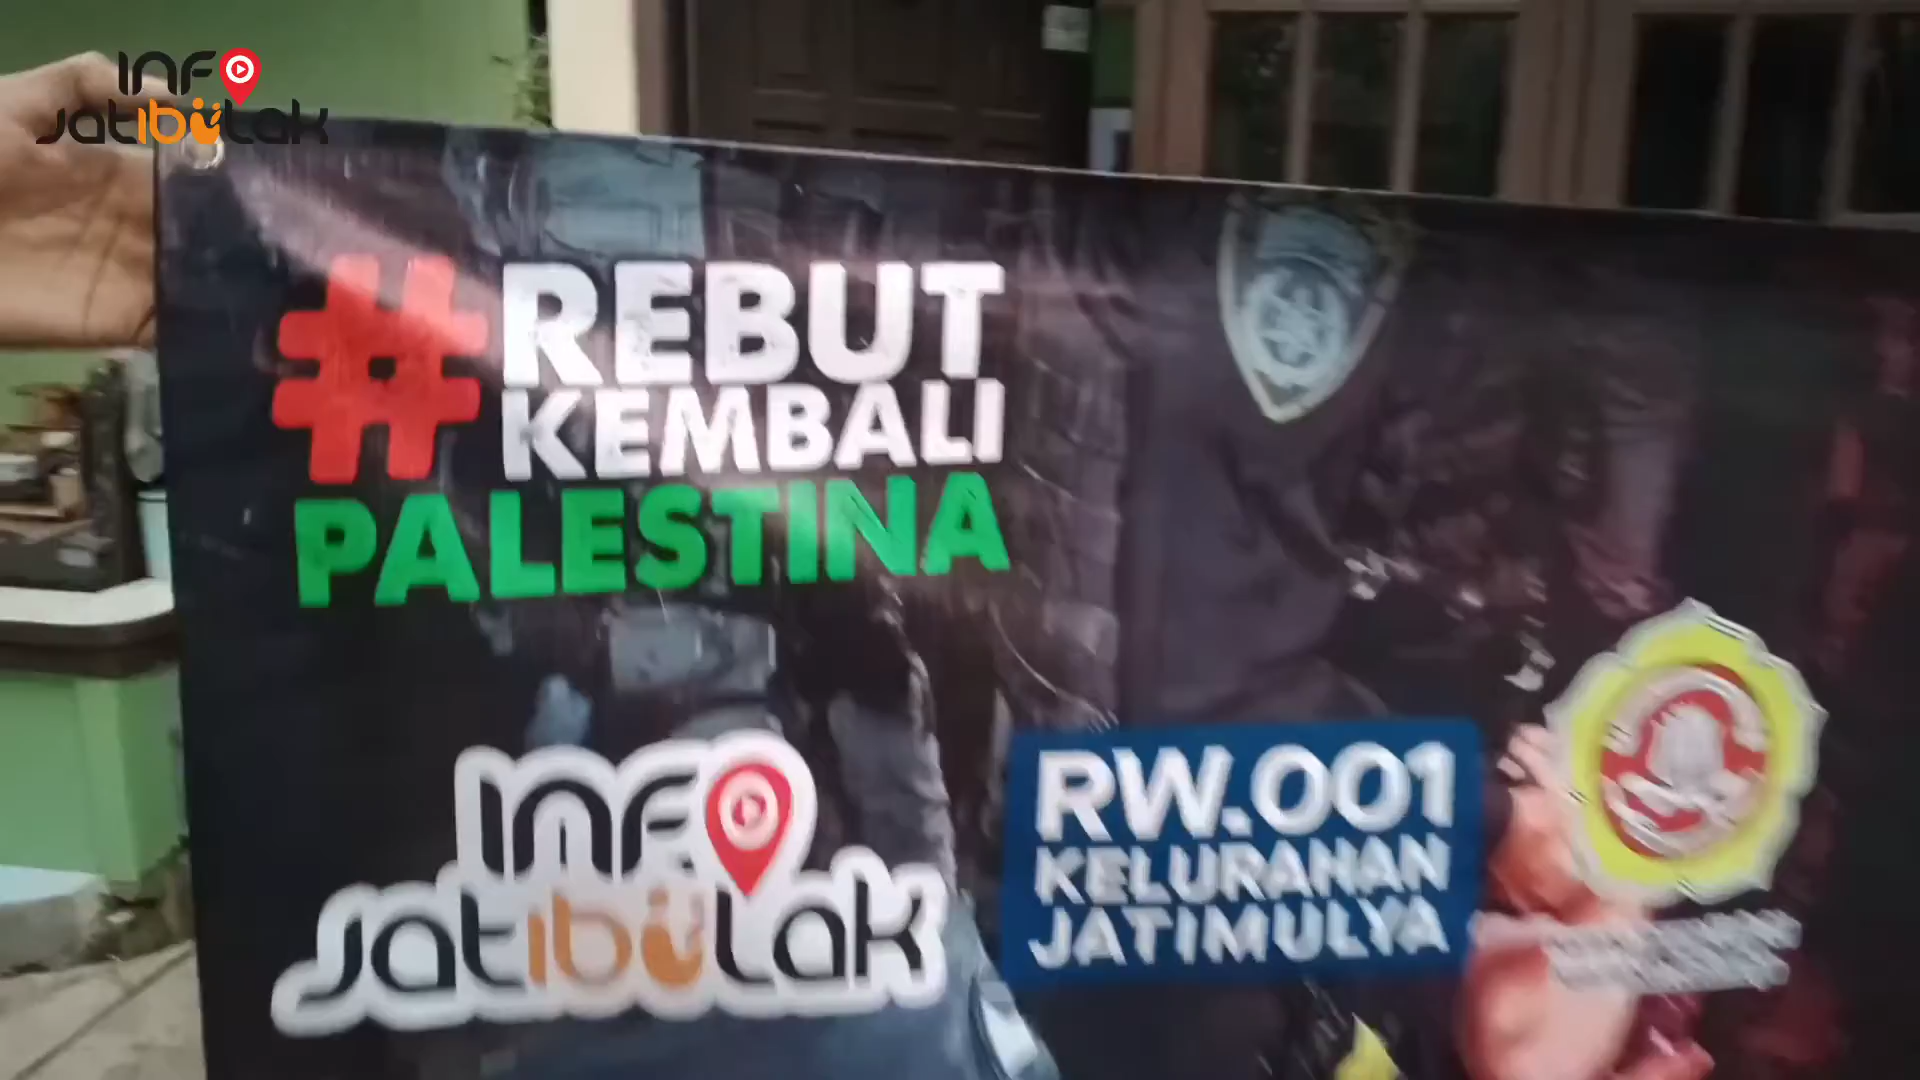 INFO
Jatibulak
#REBUT
KEMBALI
PALESTINA
INFO
Jatibulak
RW.001
KELURAHAN
JATIMULYA